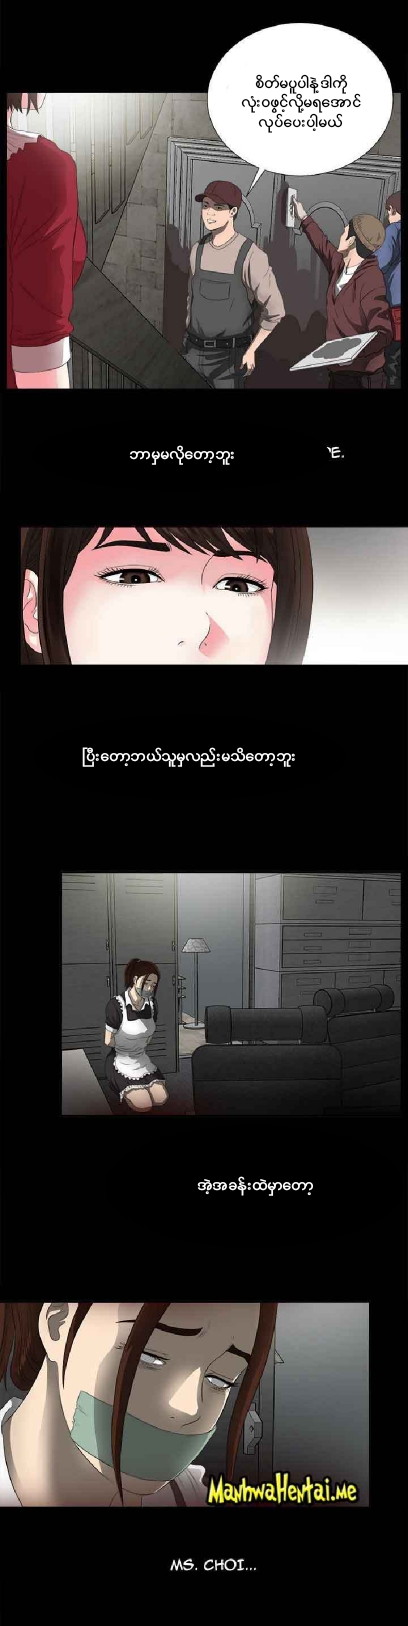 စိတ်မပူပါနဲ့ဒါကို
လုံးဝဖွင့်လို့မရအောင်
လုပ်ပေးပါ့မယ်
ဘာမှမလိုတော့ဘူး
E.
ပြီးတော့ဘယ်သူမှလည်းမသိတော့ဘူး
အဲ့အခန်းထဲမှာတော့
ManhwaHentai.me
MS. CHOI...